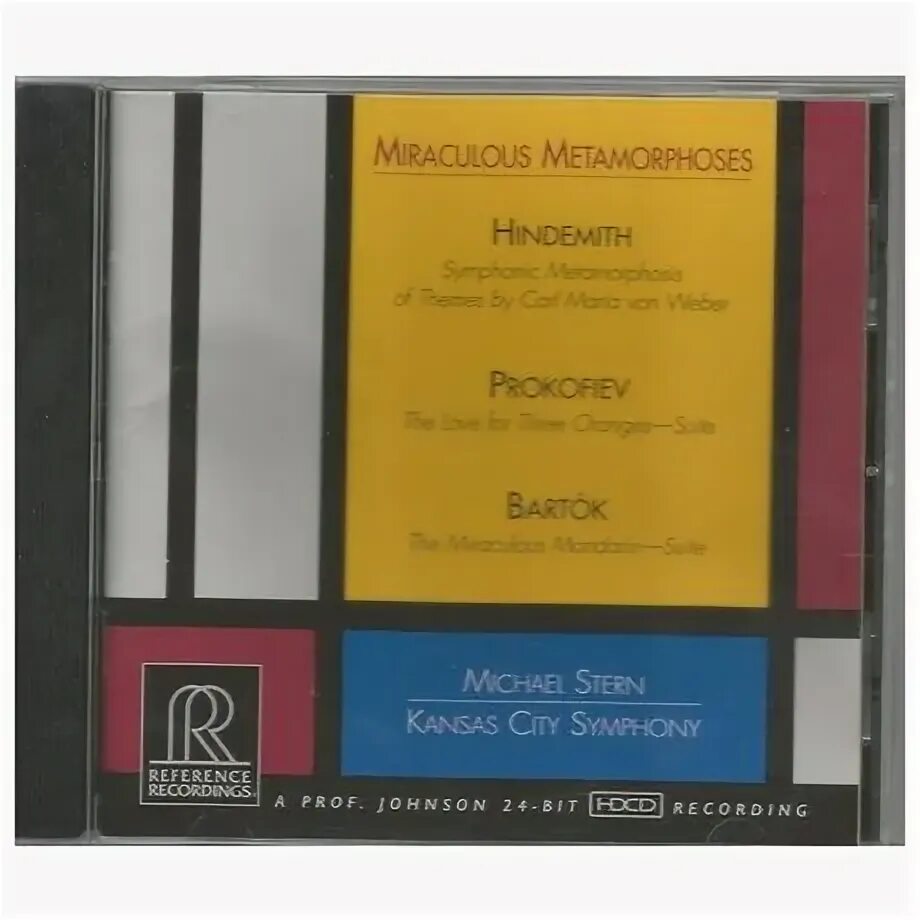 MIRACULOUS METAMORPHOSES
HINDEMITH
Symphonic Metamorphosis
of Themes by Carl Maria von Weber
PROKOFIEV
The Love for Three Oranges—Suite
BARTÓK
The Miraculous Mandarin—Suite
MICHAEL STERN
KANSAS CITY SYMPHONY
RR
REFERENCE
RECORDINGS
A PROF. JOHNSON 24-BIT HDCD RECORDING